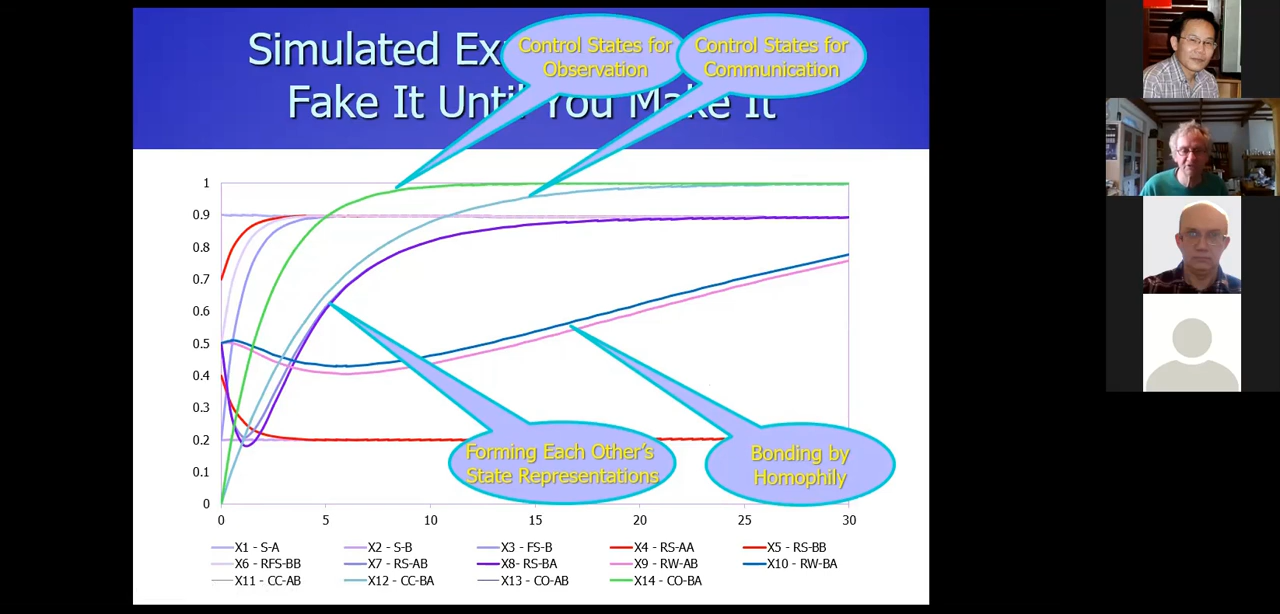 Simulated Ex
Fake It Until You Make It
Control States for
Observation
Control States for
Communication
1
0.9
0.8
0.7
0.6
0.5
0.4
0.3
0.2
0.1
0
Forming Each Other's
State Representations
Bonding by
Homophily
0 5 10 15 20 25 30
X1 - S-A X2 - S-B X3 - FS-B X4 - RS-AA X5 - RS-BB
X6 - RFS-BB X7 - RS-AB X8- RS-BA X9 - RW-AB X10 - RW-BA
X11 - CC-AB X12 - CC-BA X13 - CO-AB X14 - CO-BA